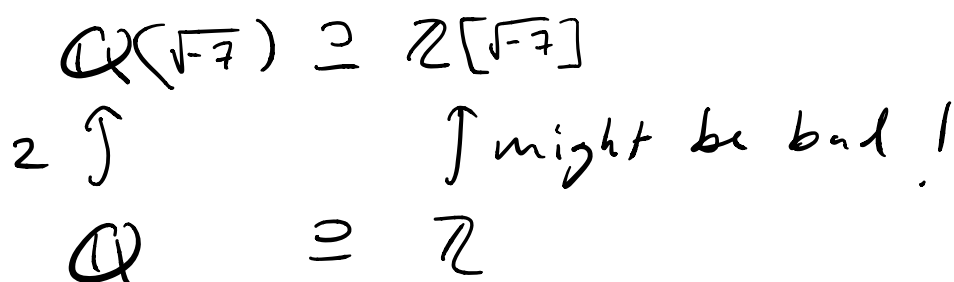 ℚ(√-7) ⊇ ℤ[√-7]
2 ↪ ↪ might be bad!
ℚ ⊇ ℤ